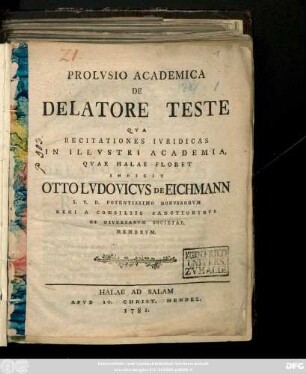 PROLVSIO ACADEMICA
DE
DELATORE TESTE
QVA
RECITATIONES IVRIDICAS
IN ILLVSTRI ACADEMIA,
QVAE HALAE FLORET
INDICIT
OTTO LVDOVICVS DE EICHMANN
I. V. D. POTENTISSIMO BORVSSORVM
REGI A CONSILIIS SANCTIORIBVS
ET DIVERSARVM SOCIETAT.
MEMBRVM.
HALAE AD SALAM
APVD IO. CHRIST. HENDEL.
1782.